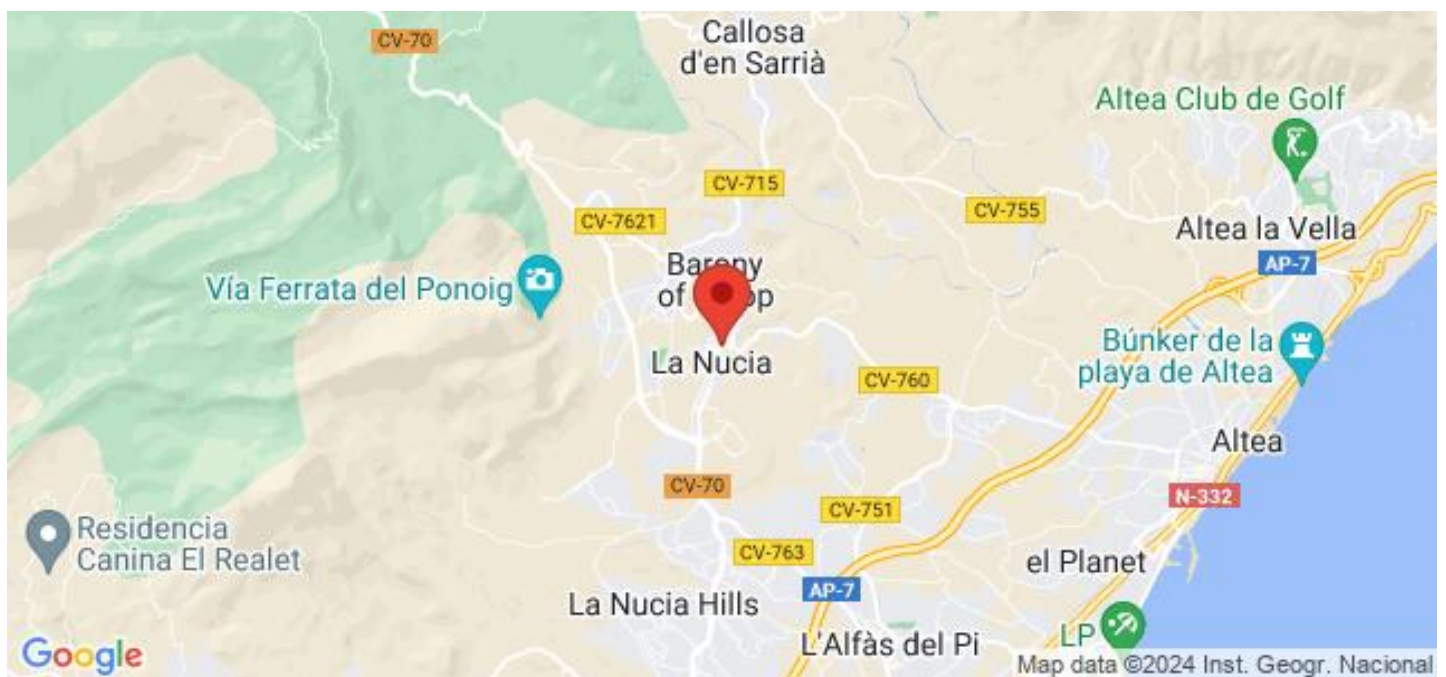 CV-70
Callosa
d'en Sarrià
Altea Club de Golf
CV-715
CV-755
CV-7621
Altea la Vella
AP-7
Barony
of
Vía Ferrata del Ponoig
La Nucia
Búnker de la
playa de Altea
CV-760
Altea
CV-70
N-332
CV-751
Residencia
Canina El Realet
CV-763
el Planet
AP-7
La Nucia Hills
L'Alfàs del Pi
LP
Google
Map data ©2024 Inst. Geogr. Nacional